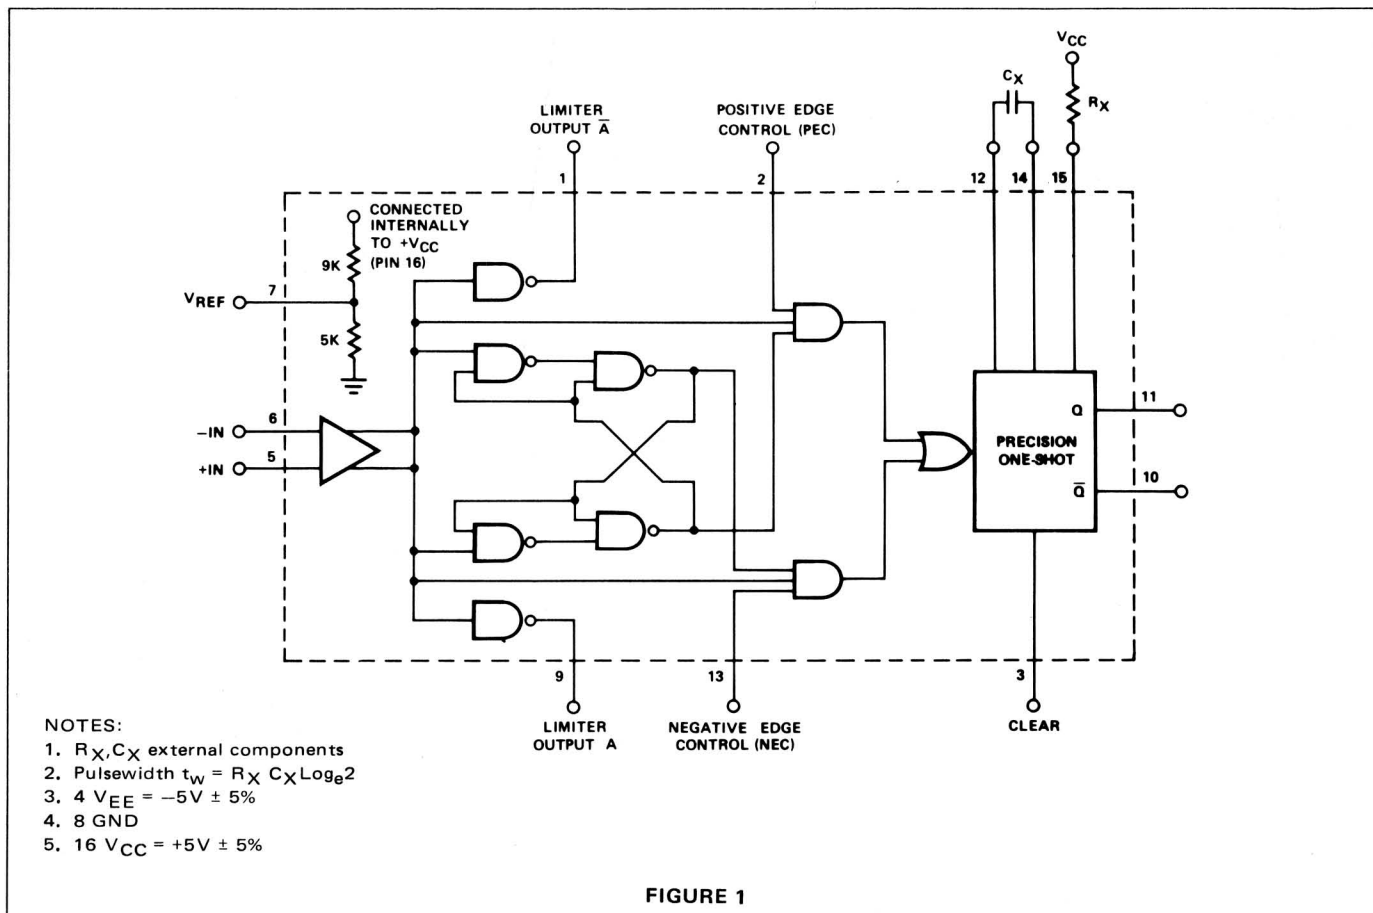 VCC
CX
RX
LIMITER
OUTPUT A̅
POSITIVE EDGE
CONTROL (PEC)
1
2
12
14
15
CONNECTED
INTERNALLY
TO +VCC
(PIN 16)
9K
VREF
7
5K
-IN
6
+IN
5
Q
11
PRECISION
ONE-SHOT
Q̅
10
9
13
3
LIMITER
OUTPUT A
NEGATIVE EDGE
CONTROL (NEC)
CLEAR
NOTES:
1. RX,CX external components
2. Pulsewidth tw = RX CXLoge2
3. 4 VEE = −5V ± 5%
4. 8 GND
5. 16 VCC = +5V ± 5%
FIGURE 1